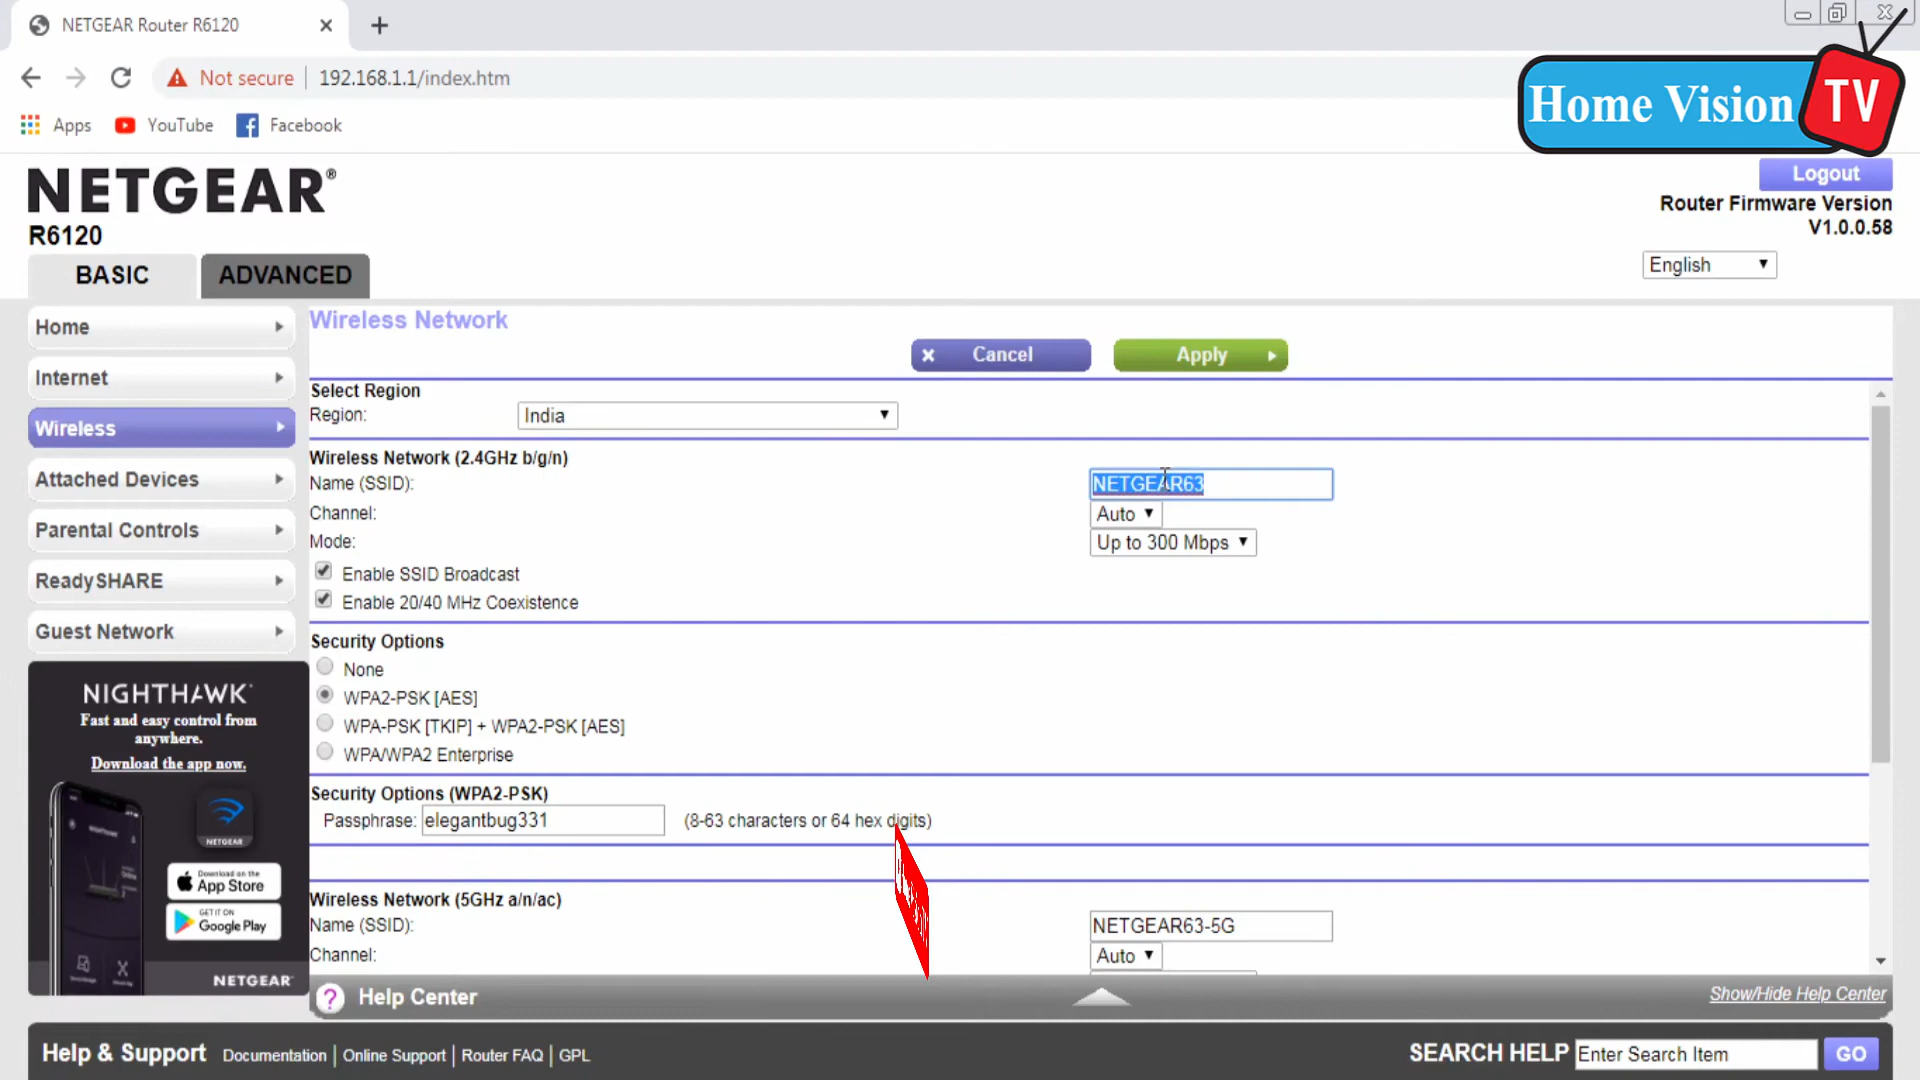 NETGEAR Router R6120
Not secure
192.168.1.1/index.htm
Apps
YouTube
Facebook
Home Vision TV
NETGEAR®
R6120
Logout
Router Firmware Version
V1.0.0.58
BASIC
ADVANCED
English
Home
Internet
Wireless
Attached Devices
Parental Controls
ReadySHARE
Guest Network
NIGHTHAWK
Fast and easy control from
anywhere.
Download the app now.
NETGEAR
Download on the
App Store
GET IT ON
Google Play
NETGEAR
Wireless Network
Cancel
Apply
Select Region
Region: India
Wireless Network (2.4GHz b/g/n)
Name (SSID): NETGEAR63
Channel: Auto
Mode: Up to 300 Mbps
Enable SSID Broadcast
Enable 20/40 MHz Coexistence
Security Options
None
WPA2-PSK [AES]
WPA-PSK [TKIP] + WPA2-PSK [AES]
WPA/WPA2 Enterprise
Security Options (WPA2-PSK)
Passphrase: elegantbug331 (8-63 characters or 64 hex digits)
Wireless Network (5GHz a/n/ac)
Name (SSID): NETGEAR63-5G
Channel: Auto
? Help Center
Show/Hide Help Center
Help & Support Documentation | Online Support | Router FAQ | GPL
SEARCH HELP Enter Search Item GO